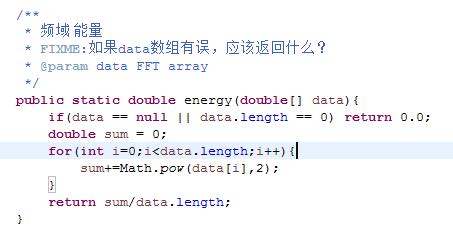 /**
 * 频域能量
 * FIXME:如果data数组有误，应该返回什么？
 * @param data FFT array
 */
public static double energy(double[] data){
    if(data == null || data.length == 0) return 0.0;
    double sum = 0;
    for(int i=0;i<data.length;i++){
        sum+=Math.pow(data[i],2);
    }
    return sum/data.length;
}